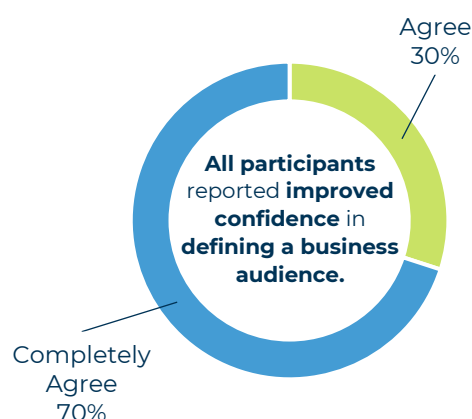 Agree
30%
All participants
reported improved
confidence in
defining a business
audience.
Completely
Agree
70%